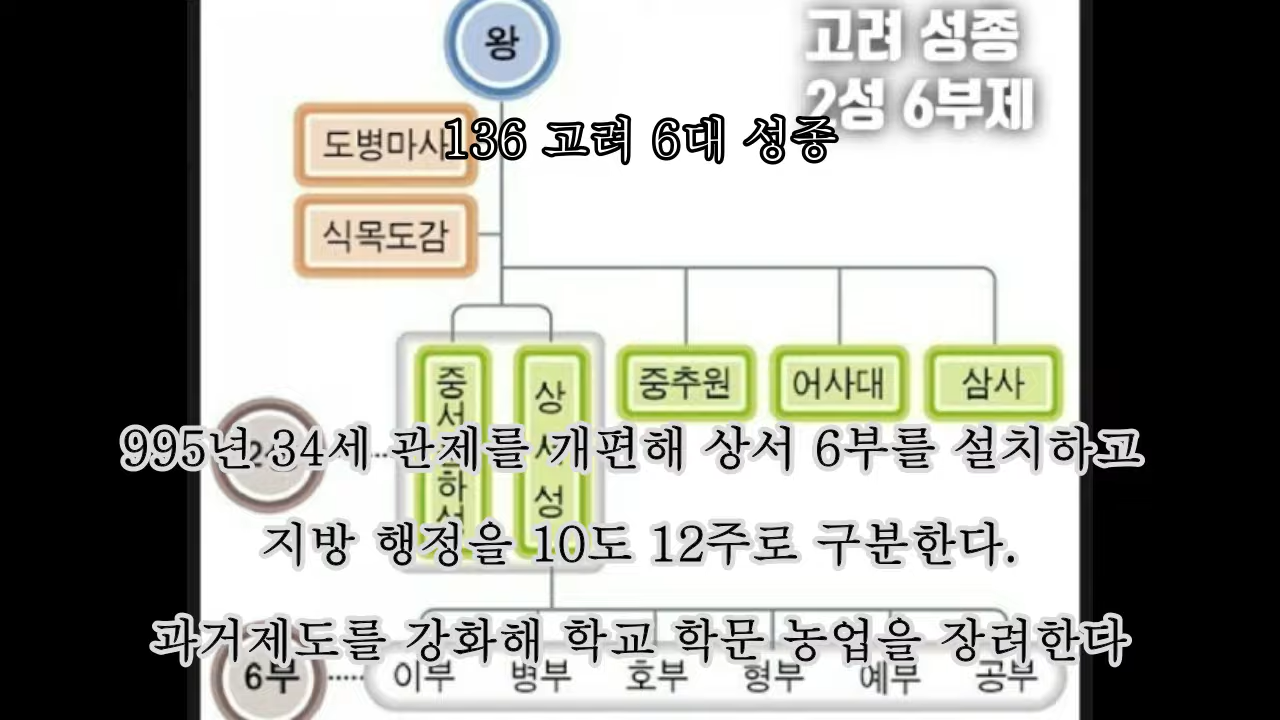 왕
고려 성종
2성 6부제
도병마사
136 고려 6대 성종
식목도감
중추원
어사대
삼사
상서성
995년 34세 관제를 개편해 상서 6부를 설치하고
지방 행정을 10도 12주로 구분한다.
과거제도를 강화해 학교 학문 농업을 장려한다
6부
이부 병부 호부 형부 예부 공부